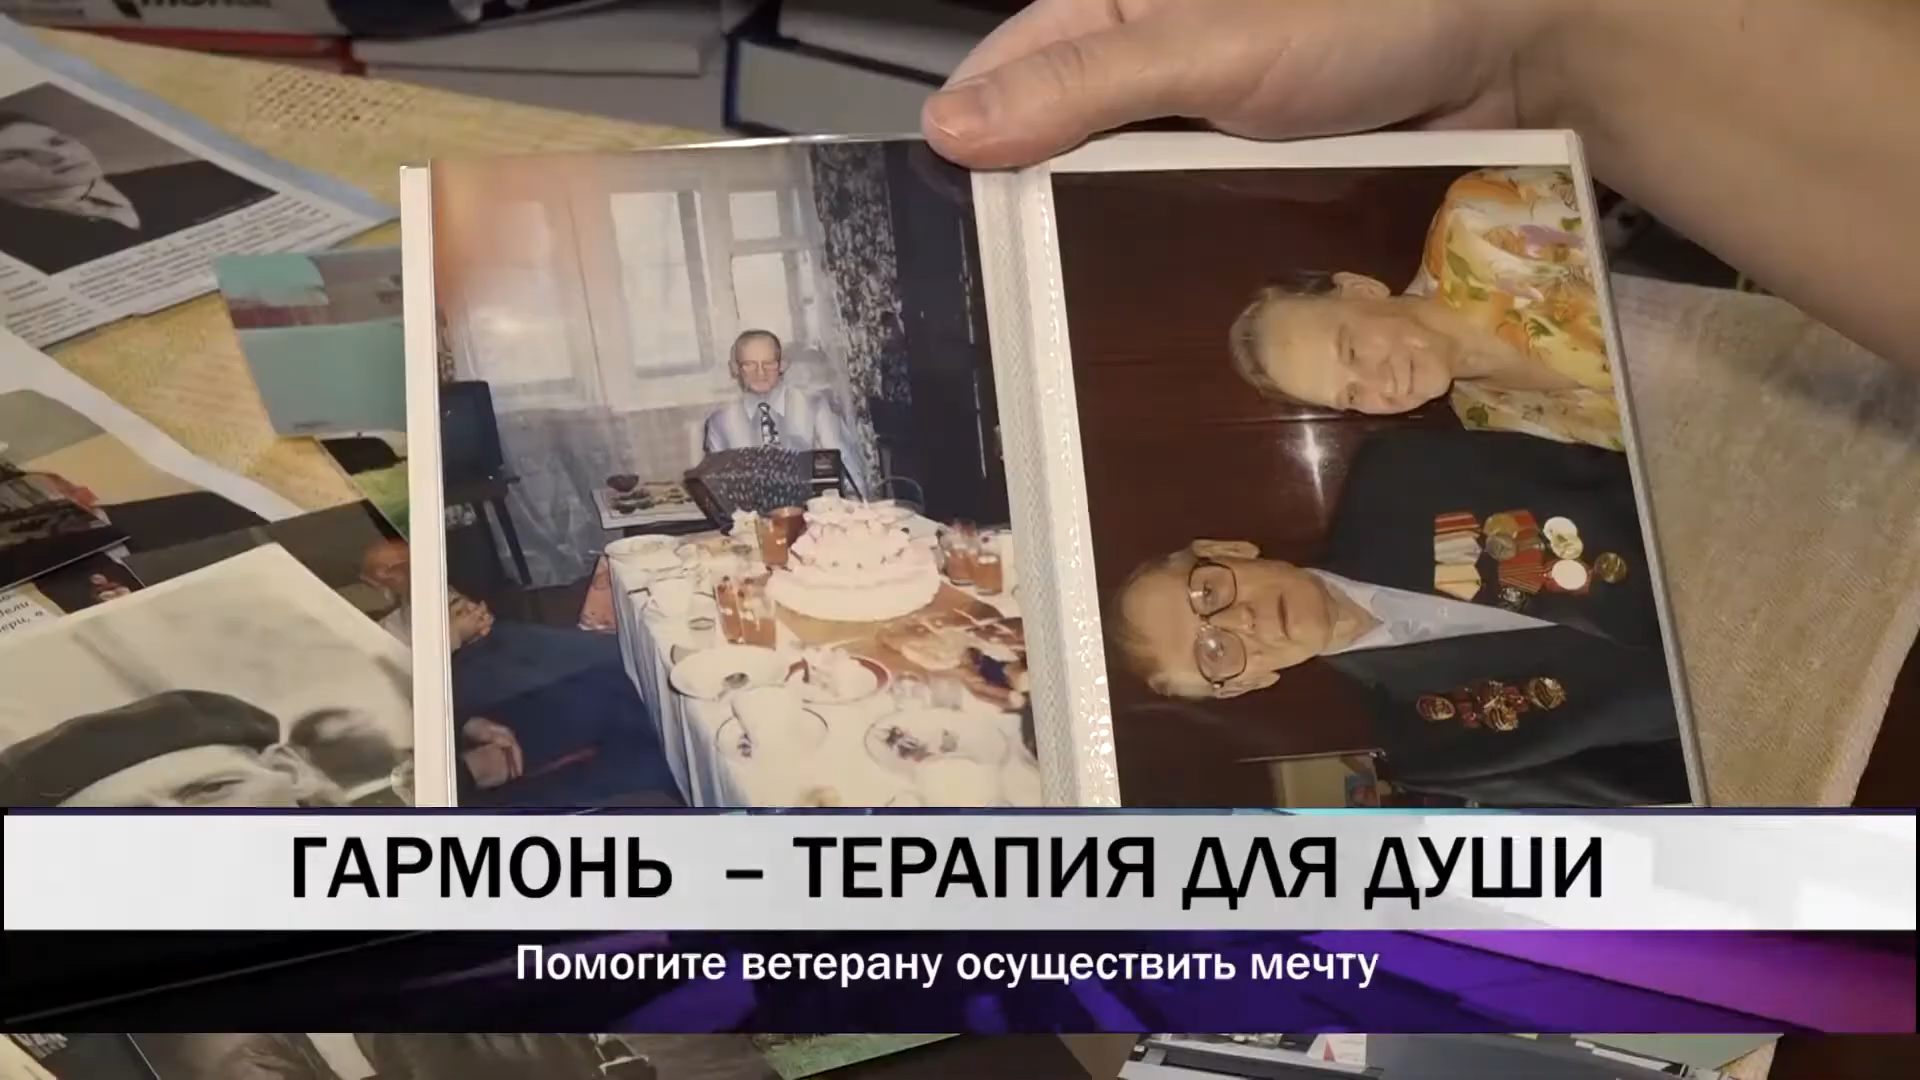 ГАРМОНЬ – ТЕРАПИЯ ДЛЯ ДУШИ
Помогите ветерану осуществить мечту